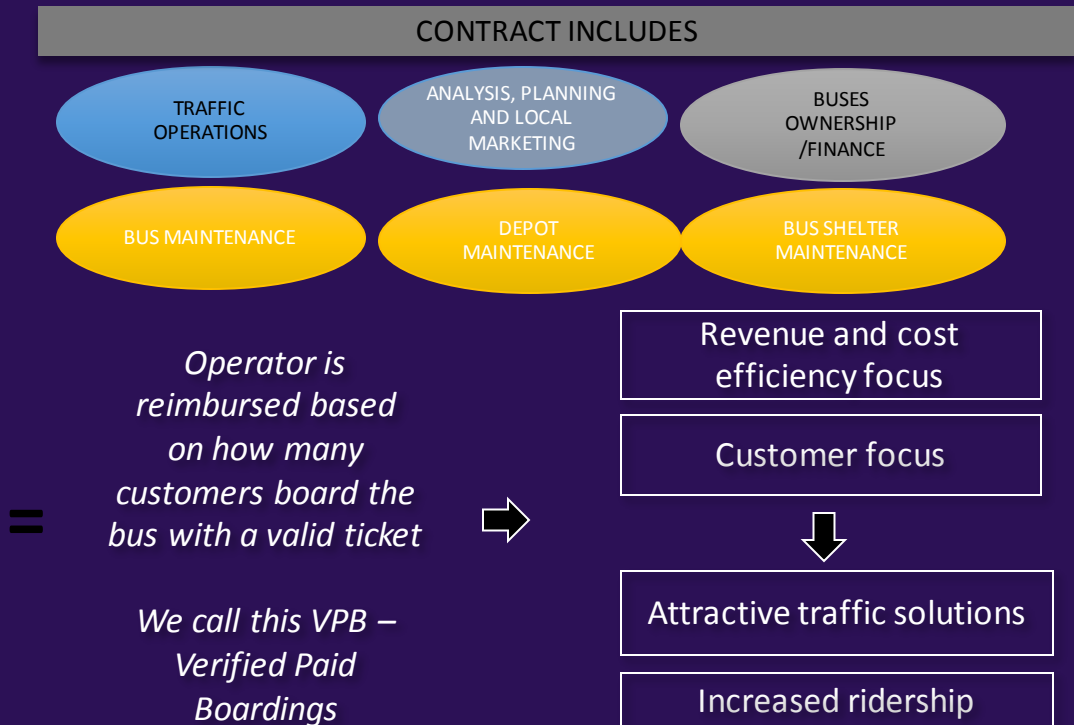 CONTRACT INCLUDES
TRAFFIC
OPERATIONS
ANALYSIS, PLANNING
AND LOCAL
MARKETING
BUSES
OWNERSHIP
/FINANCE
BUS MAINTENANCE
DEPOT
MAINTENANCE
BUS SHELTER
MAINTENANCE
=
Operator is
reimbursed based
on how many
customers board the
bus with a valid ticket
We call this VPB –
Verified Paid
Boardings
Revenue and cost
efficiency focus
Customer focus
Attractive traffic solutions
Increased ridership